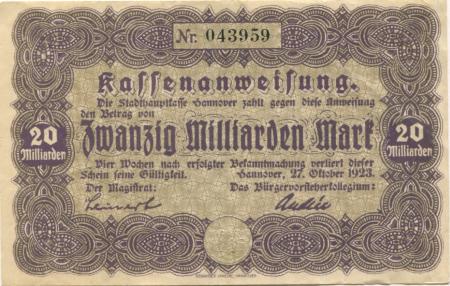 Nr. 043959
Kassenanweisung.
Die Stadthauptkasse Hannover zahlt gegen diese Anweisung
den Betrag von
Zwanzig Milliarden Mark
20 Milliarden
20 Milliarden
Vier Wochen nach erfolgter Bekanntmachung verliert dieser
Schein seine Gültigkeit.
Hannover, 27. Oktober 1923.
Der Magistrat:
Das Bürgervorsteherkollegium: